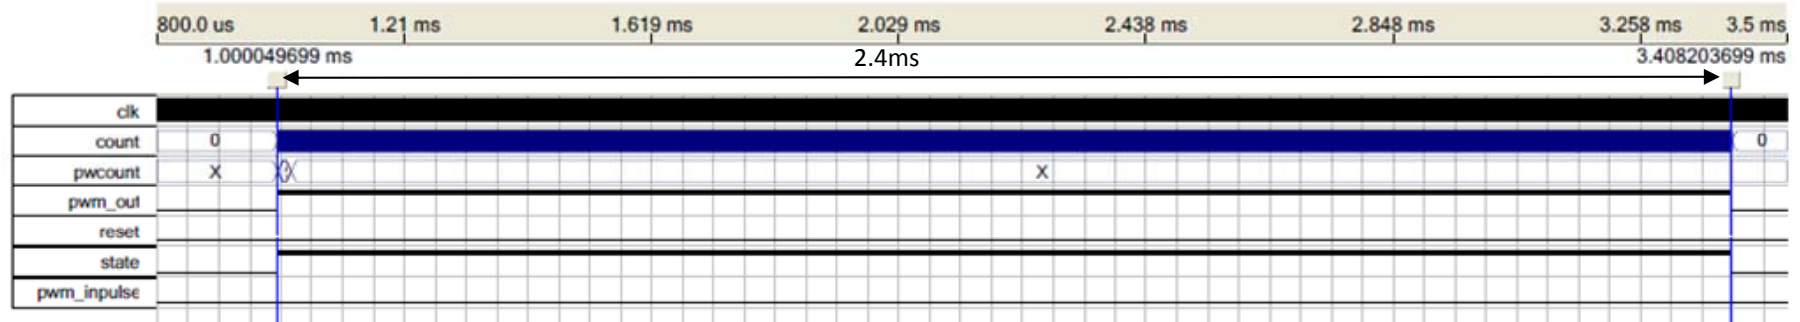 800.0 us 1.21 ms 1.619 ms 2.029 ms 2.438 ms 2.848 ms 3.258 ms 3.5 ms
1.000049699 ms 2.4ms 3.408203699 ms
clk
count 0 0
pwcount X X
pwm_out
reset
state
pwm_inpulse